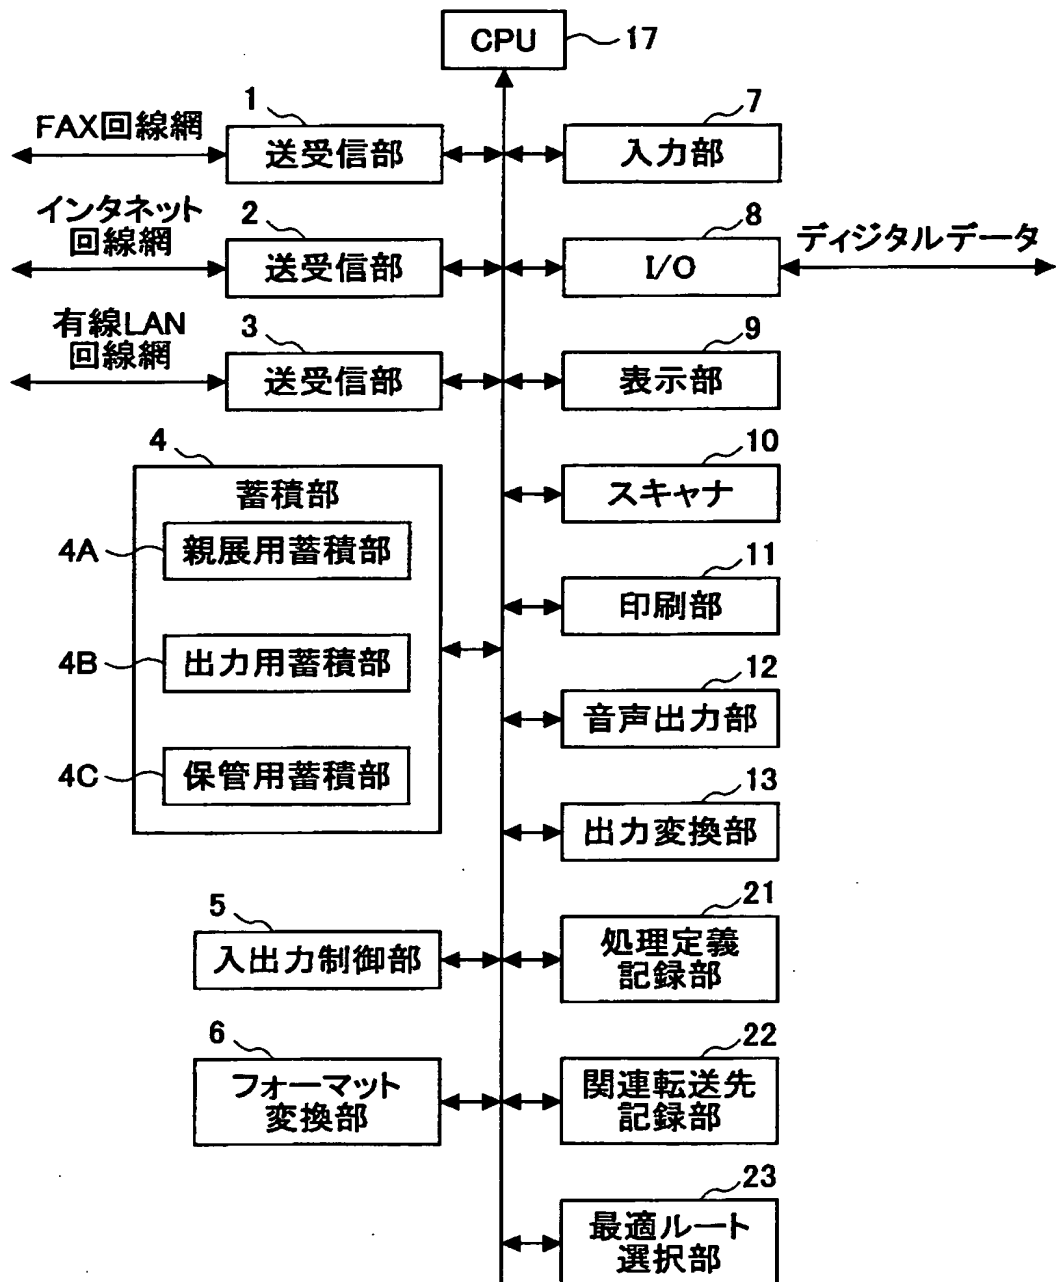 CPU 17
1
FAX回線網
送受信部
7
入力部
インタネット
回線網
2
送受信部
8
I/O
ディジタルデータ
有線LAN
回線網
3
送受信部
9
表示部
4
蓄積部
4A 親展用蓄積部
4B 出力用蓄積部
4C 保管用蓄積部
10
スキャナ
11
印刷部
12
音声出力部
13
出力変換部
5
入出力制御部
21
処理定義
記録部
6
フォーマット
変換部
22
関連転送先
記録部
23
最適ルート
選択部